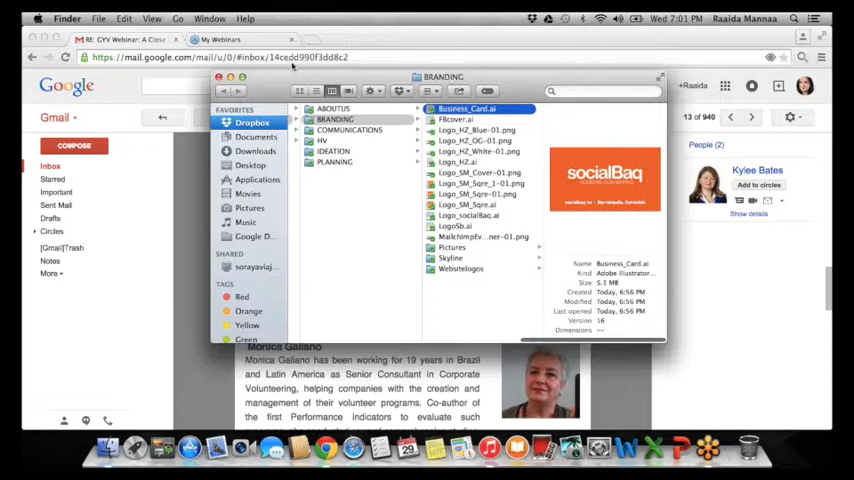 Finder File Edit View Go Window Help
Wed 7:01 PM Raaida Mannaa
RE: GYV Webinar: A Closer
My Webinars
https://mail.google.com/mail/u/0/#inbox/14cedd990f3dd8c2
BRANDING
Google
+Raaida
Gmail
13 of 940
COMPOSE
Inbox
Starred
Important
Sent Mail
Drafts
Circles
[Gmail]Trash
Notes
More
FAVORITES
Dropbox
Documents
Downloads
Desktop
Applications
Movies
Pictures
Music
Google D...
SHARED
sorayaviaj...
TAGS
Red
Orange
Yellow
Green
ABOUTUS
BRANDING
COMMUNICATIONS
HV
IDEATION
PLANNING
Business_Card.ai
FBcover.ai
Logo_HZ_Blue-01.png
Logo_HZ_OG-01.png
Logo_HZ_White-01.png
Logo_HZ.ai
Logo_SM_Cover-01.png
Logo_SM_Sqre_1-01.png
Logo_SM_Sqre-01.png
Logo_SM_Sqre.ai
Logo_socialBaq.ai
LogoSb.ai
MailchimpEv...ner-01.png
Pictures
Skyline
Websitelogos
socialBaq
Name Business_Card.ai
Kind Adobe Illustrator...
Size 5.1 MB
Created Today, 6:56 PM
Modified Today, 6:56 PM
Last opened Today, 6:56 PM
Version 16
Dimensions --
People (2)
Kylee Bates
Add to circles
Show details
Monica Galiano
Monica Galiano has been working for 19 years in Brazil
and Latin America as Senior Consultant in Corporate
Volunteering, helping companies with the creation and
management of their volunteer programs. Co-author of
the first Performance Indicators to evaluate such